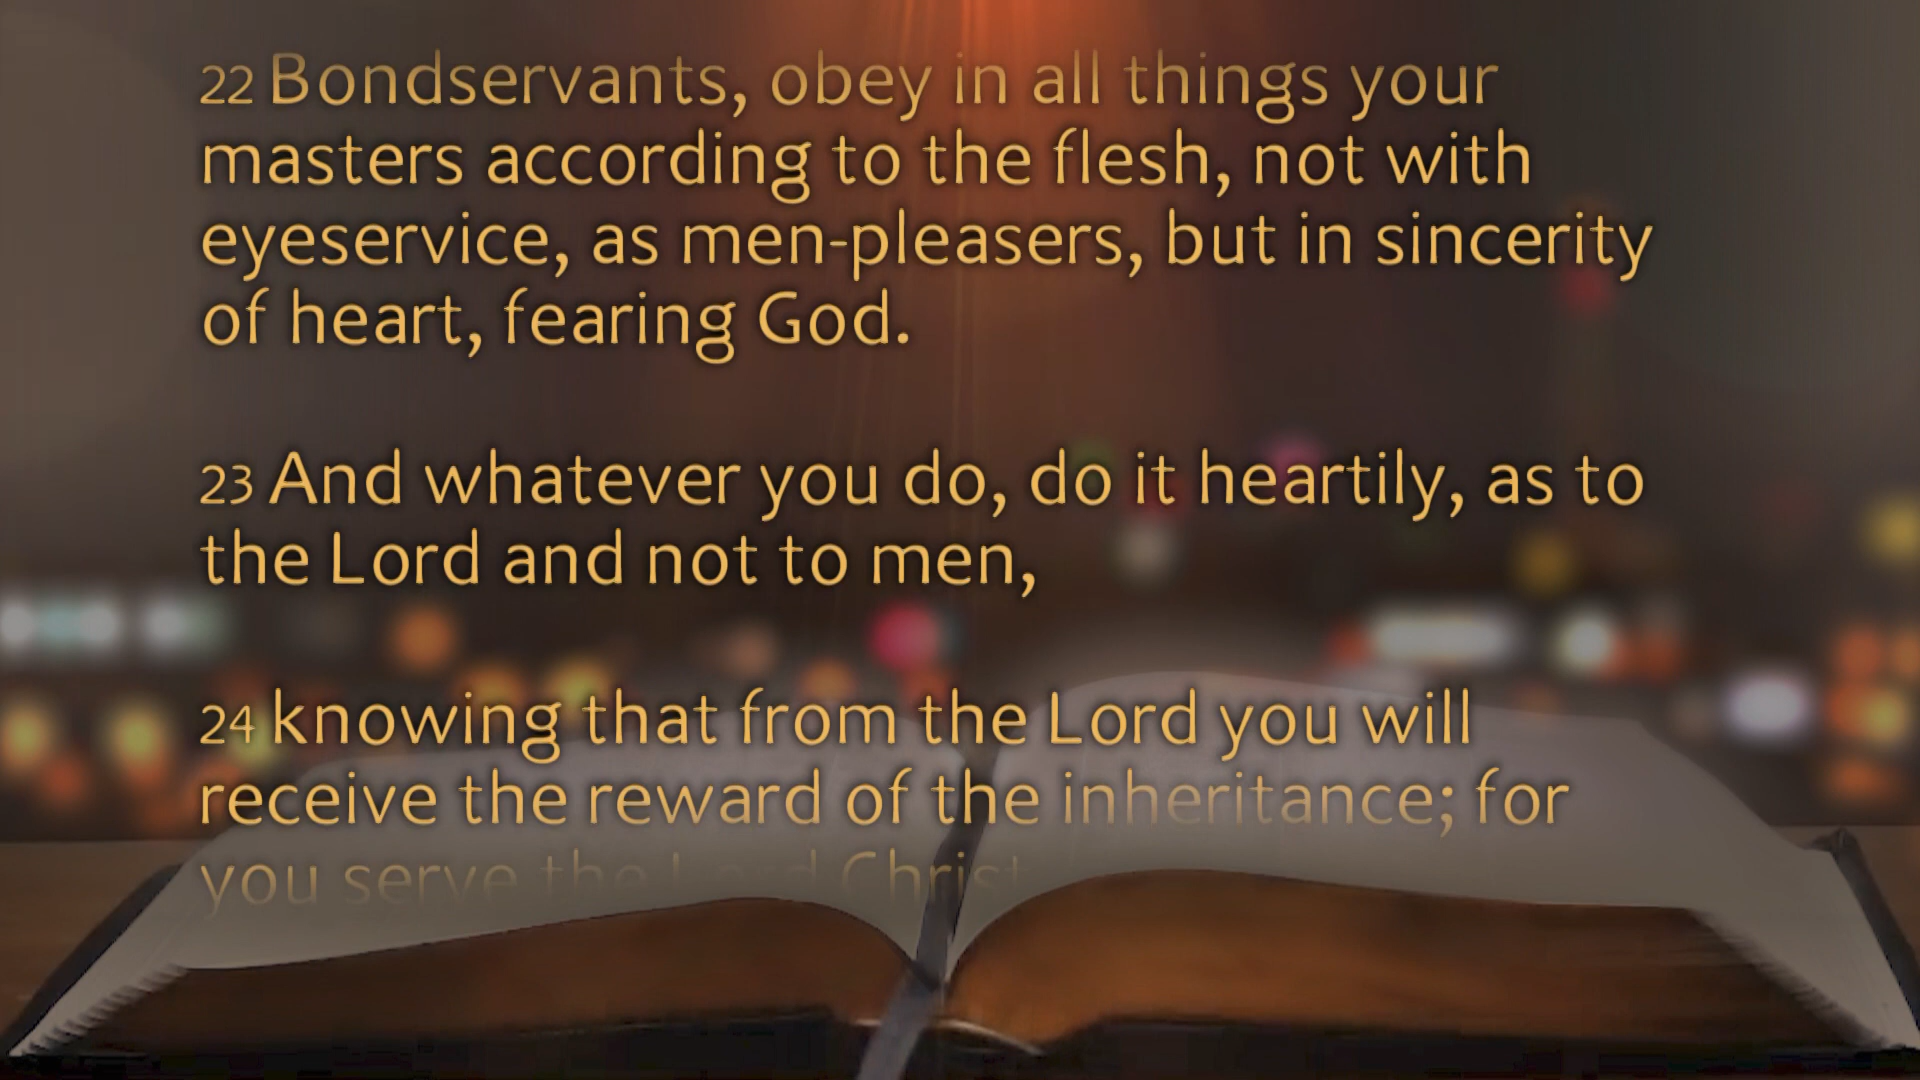 22 Bondservants, obey in all things your
masters according to the flesh, not with
eyeservice, as men-pleasers, but in sincerity
of heart, fearing God.
23 And whatever you do, do it heartily, as to
the Lord and not to men,
24 knowing that from the Lord you will
receive the reward of the inheritance; for
you serve the Lord Christ